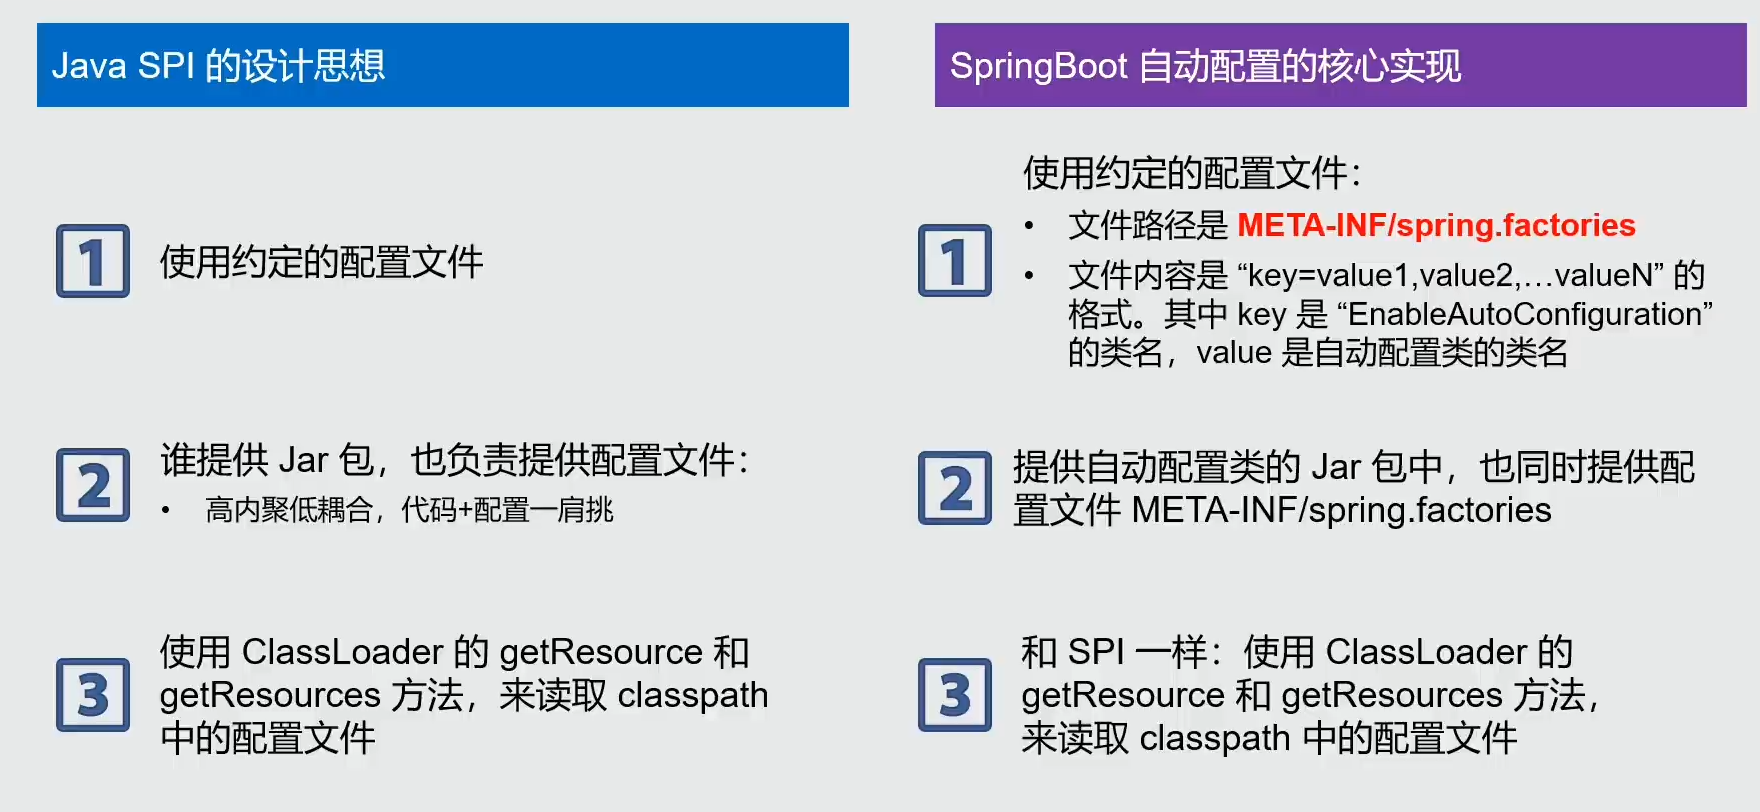 Java SPI 的设计思想
1
使用约定的配置文件
2
谁提供 Jar 包，也负责提供配置文件：
• 高内聚低耦合，代码+配置一肩挑
3
使用 ClassLoader 的 getResource 和
getResources 方法，来读取 classpath
中的配置文件
SpringBoot 自动配置的核心实现
1
使用约定的配置文件：
• 文件路径是 META-INF/spring.factories
• 文件内容是 “key=value1,value2,…valueN” 的
格式。其中 key 是 “EnableAutoConfiguration”
的类名，value 是自动配置类的类名
2
提供自动配置类的 Jar 包中，也同时提供配
置文件 META-INF/spring.factories
3
和 SPI 一样：使用 ClassLoader 的
getResource 和 getResources 方法，
来读取 classpath 中的配置文件